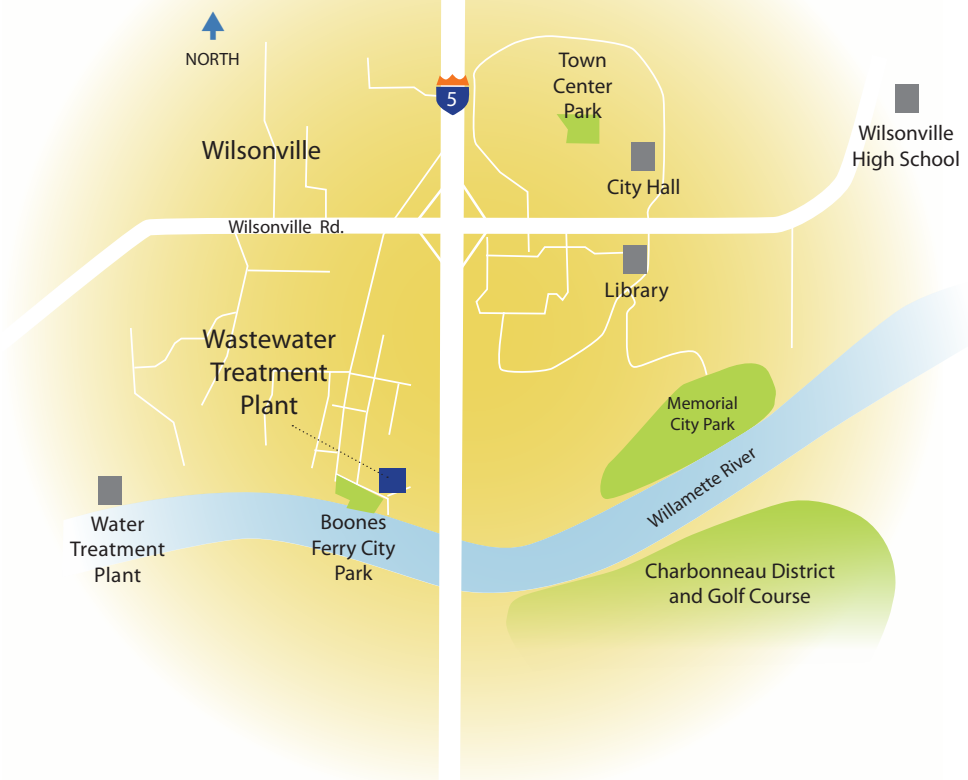 NORTH
5
Town
Center
Park
Wilsonville
High School
Wilsonville
City Hall
Wilsonville Rd.
Library
Wastewater
Treatment
Plant
Memorial
City Park
Willamette River
Water
Treatment
Plant
Boones
Ferry City
Park
Charbonneau District
and Golf Course